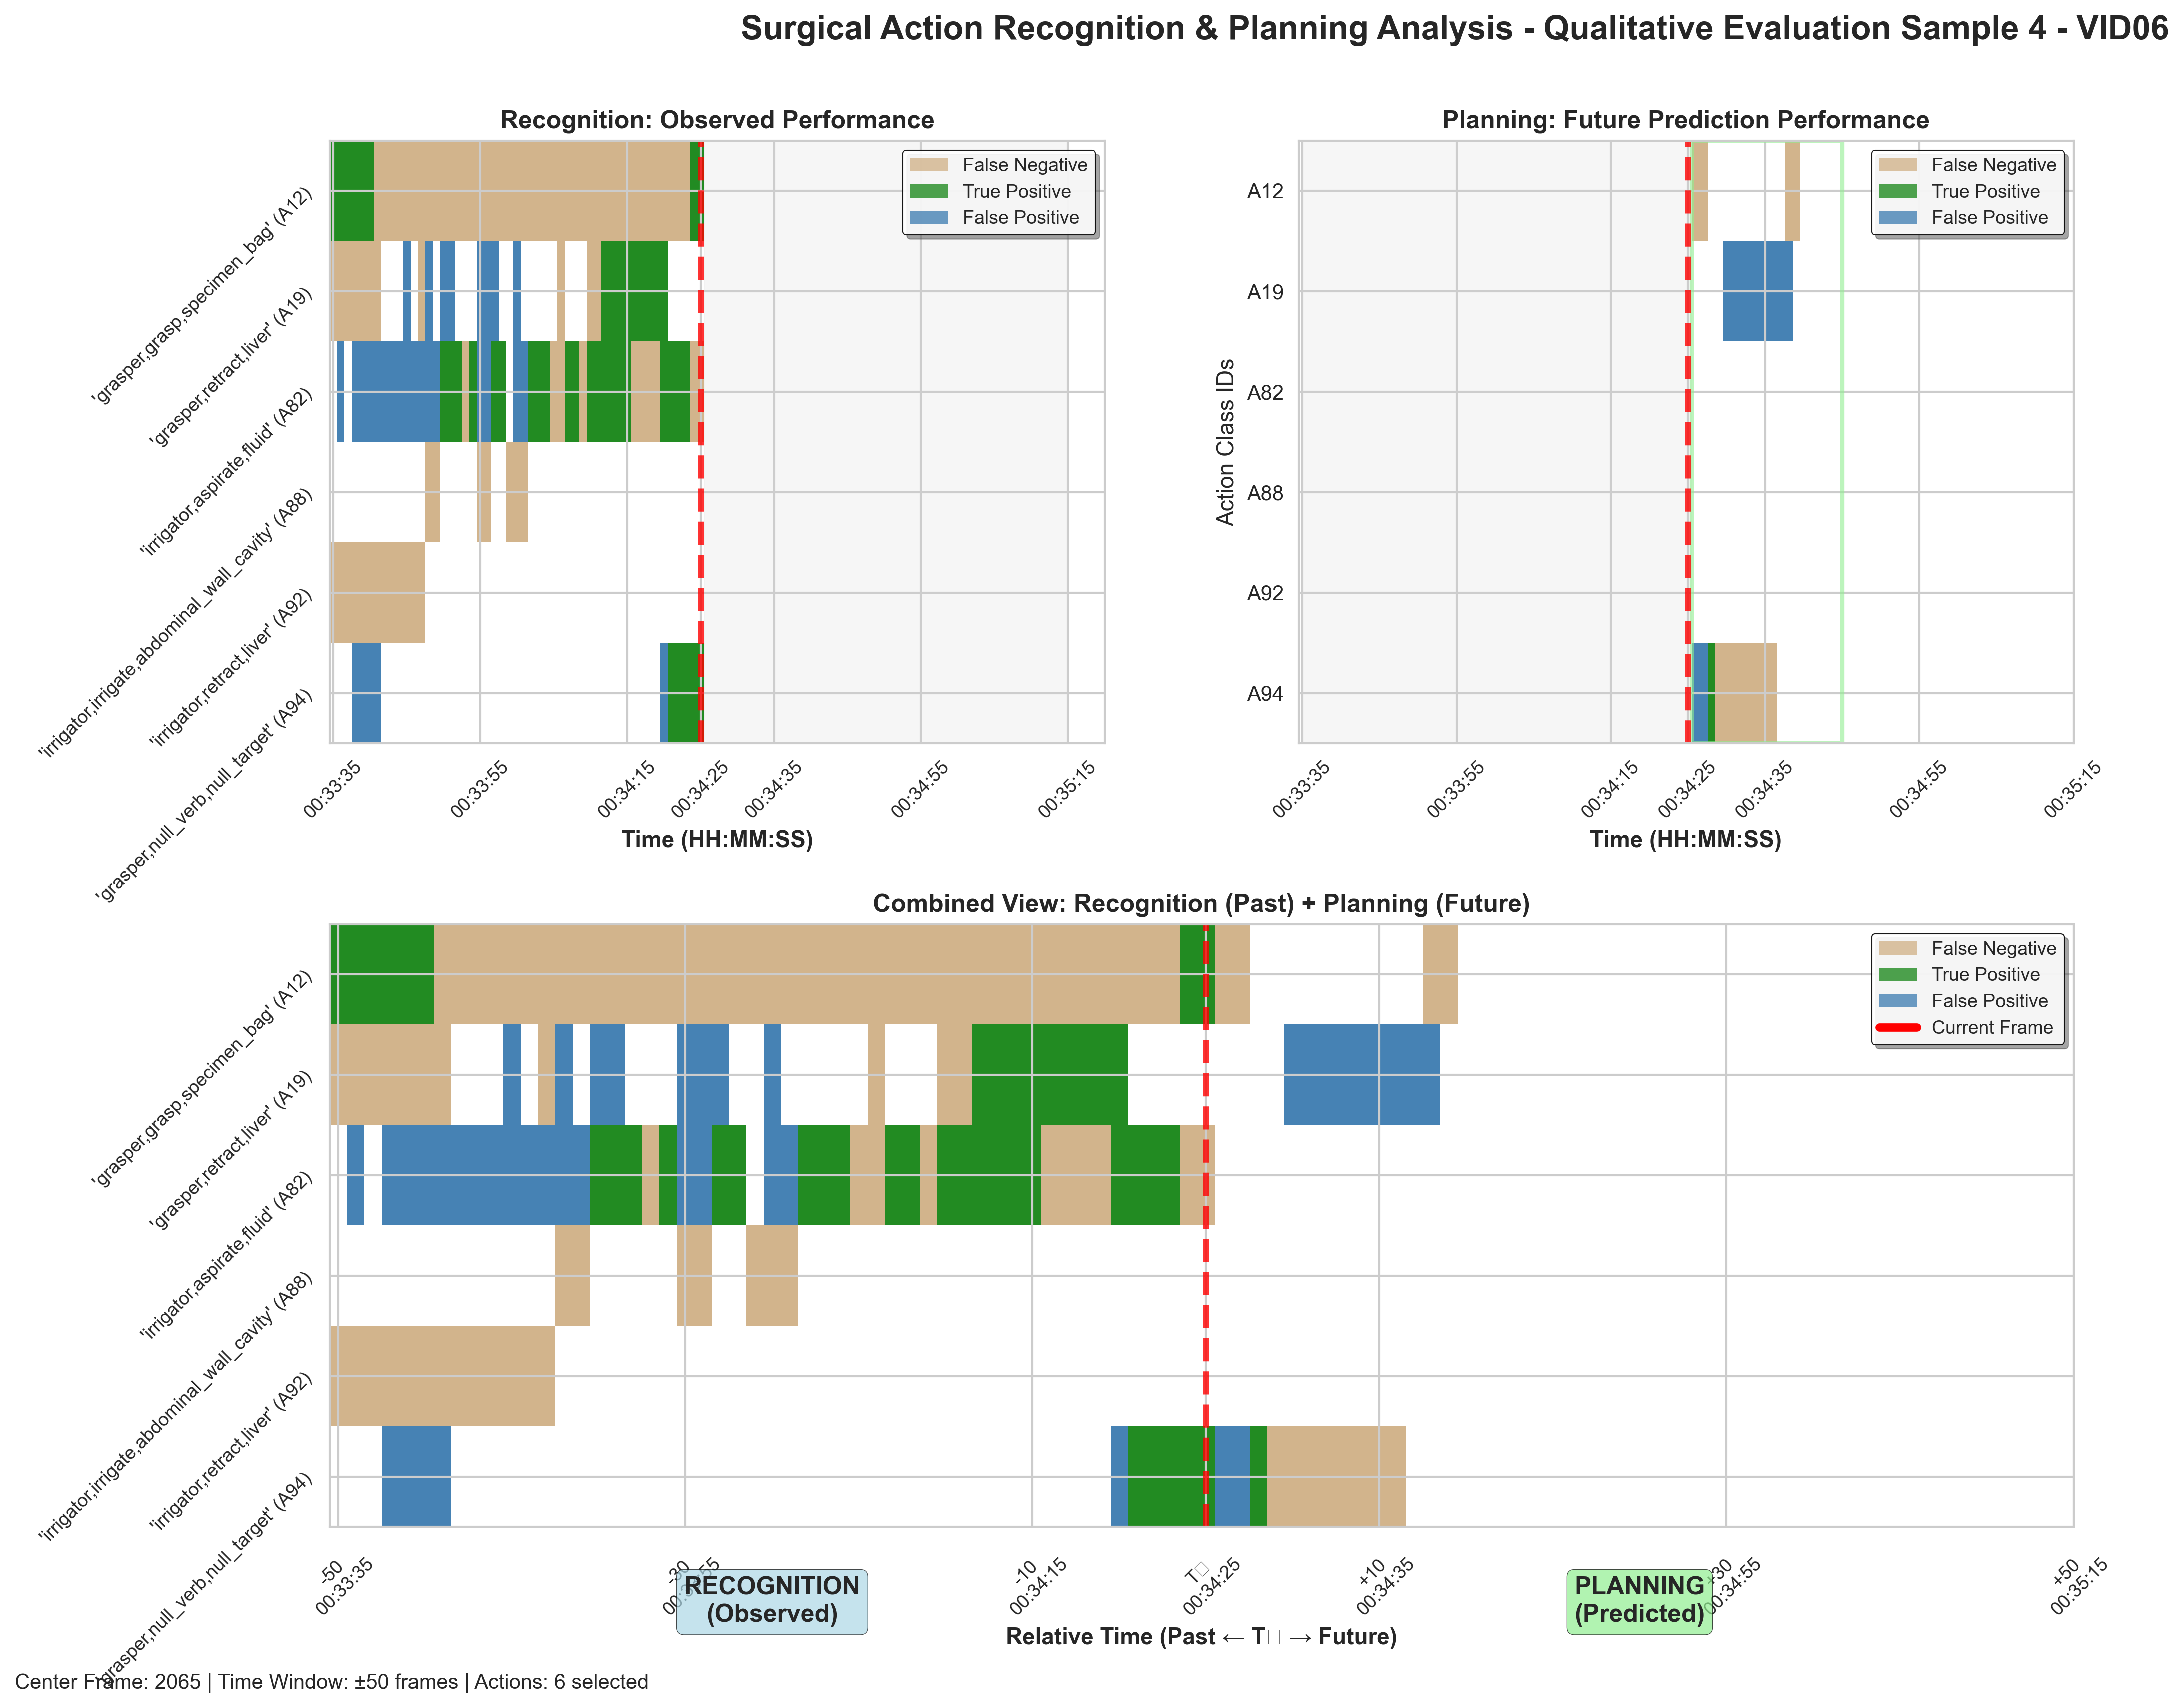 Surgical Action Recognition & Planning Analysis - Qualitative Evaluation Sample 4 - VID06
Recognition: Observed Performance
False Negative
True Positive
False Positive
'grasper,grasp,specimen_bag' (A12)
'grasper,retract,liver' (A19)
'irrigator,aspirate,fluid' (A82)
'irrigator,irrigate,abdominal_wall_cavity' (A88)
'irrigator,retract,liver' (A92)
'grasper,null_verb,null_target' (A94)
00:33:35
00:33:55
00:34:15
00:34:25
00:34:35
00:34:55
00:35:15
Time (HH:MM:SS)
Planning: Future Prediction Performance
False Negative
True Positive
False Positive
Action Class IDs
A12
A19
A82
A88
A92
A94
00:33:35
00:33:55
00:34:15
00:34:25
00:34:35
00:34:55
00:35:15
Time (HH:MM:SS)
Combined View: Recognition (Past) + Planning (Future)
False Negative
True Positive
False Positive
Current Frame
'grasper,grasp,specimen_bag' (A12)
'grasper,retract,liver' (A19)
'irrigator,aspirate,fluid' (A82)
'irrigator,irrigate,abdominal_wall_cavity' (A88)
'irrigator,retract,liver' (A92)
'grasper,null_verb,null_target' (A94)
-50
00:33:35
-30
-10
00:34:15
T□
00:34:25
+10
00:34:35
+30
00:34:55
+50
00:35:15
RECOGNITION
(Observed)
PLANNING
(Predicted)
Relative Time (Past ← T□ → Future)
Center Frame: 2065 | Time Window: ±50 frames | Actions: 6 selected